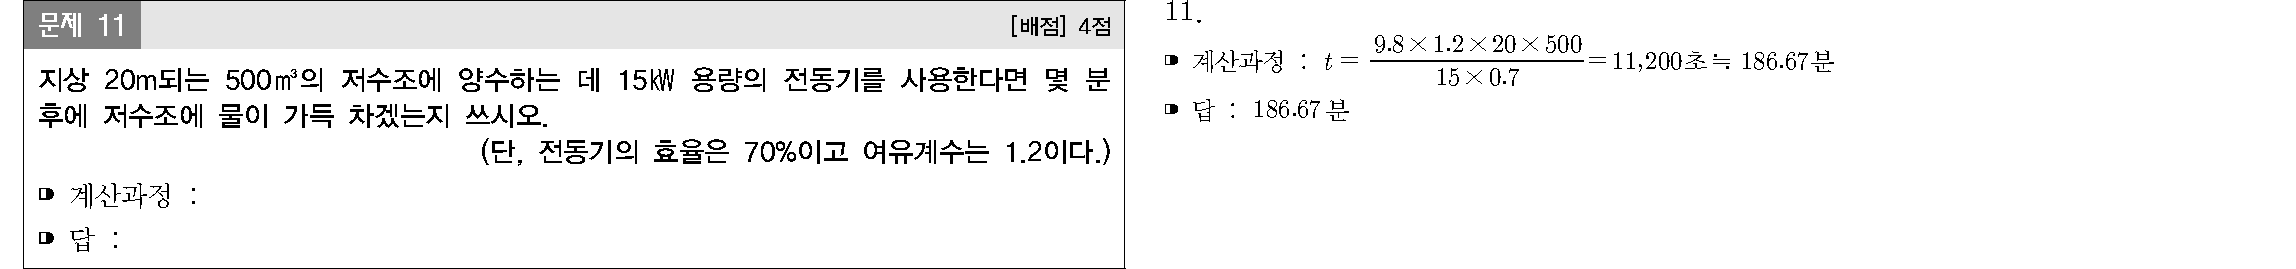 문제 11
[배점] 4점
지상 20m되는 500㎥의 저수조에 양수하는 데 15㎾ 용량의 전동기를 사용한다면 몇 분
후에 저수조에 물이 가득 차겠는지 쓰시오.
(단, 전동기의 효율은 70%이고 여유계수는 1.2이다.)
계산과정 :
답 :
11.
계산과정 : t = \frac{9.8×1.2×20×500}{15×0.7} = 11,200초 ≒ 186.67분
답 : 186.67분